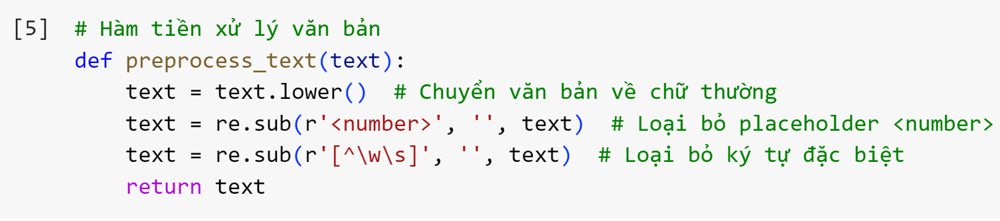 [5] # Hàm tiền xử lý văn bản
def preprocess_text(text):
    text = text.lower()  # Chuyển văn bản về chữ thường
    text = re.sub(r'<number>', '', text)  # Loại bỏ placeholder <number>
    text = re.sub(r'[^\w\s]', '', text)  # Loại bỏ ký tự đặc biệt
    return text